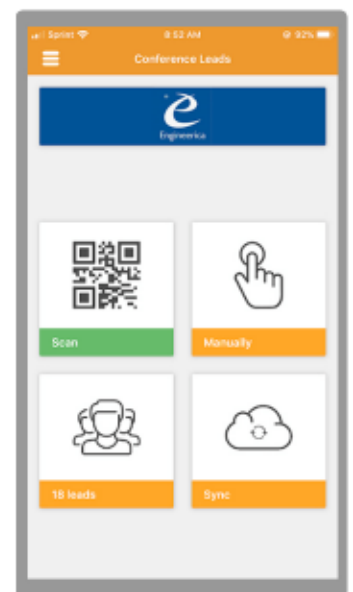 Sprint 8:52 AM 92%
Conference Leads
e
Engineerica
Scan
Manually
18 leads
Sync